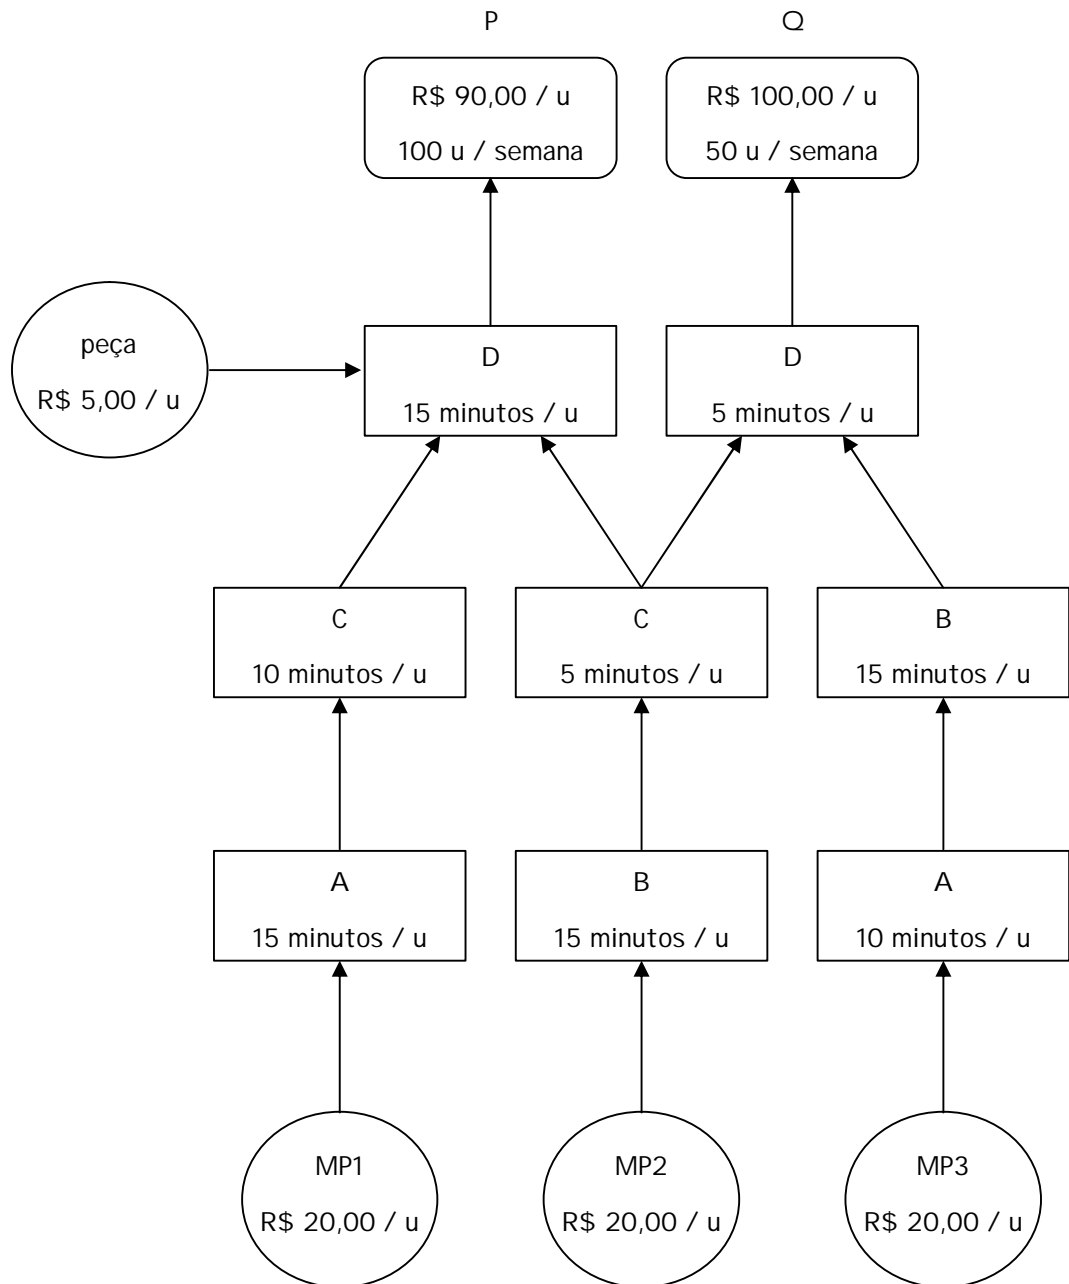 P
Q
R$ 90,00 / u
100 u / semana
R$ 100,00 / u
50 u / semana
peça
R$ 5,00 / u
D
15 minutos / u
D
5 minutos / u
C
10 minutos / u
C
5 minutos / u
B
15 minutos / u
A
15 minutos / u
B
15 minutos / u
A
10 minutos / u
MP1
R$ 20,00 / u
MP2
R$ 20,00 / u
MP3
R$ 20,00 / u